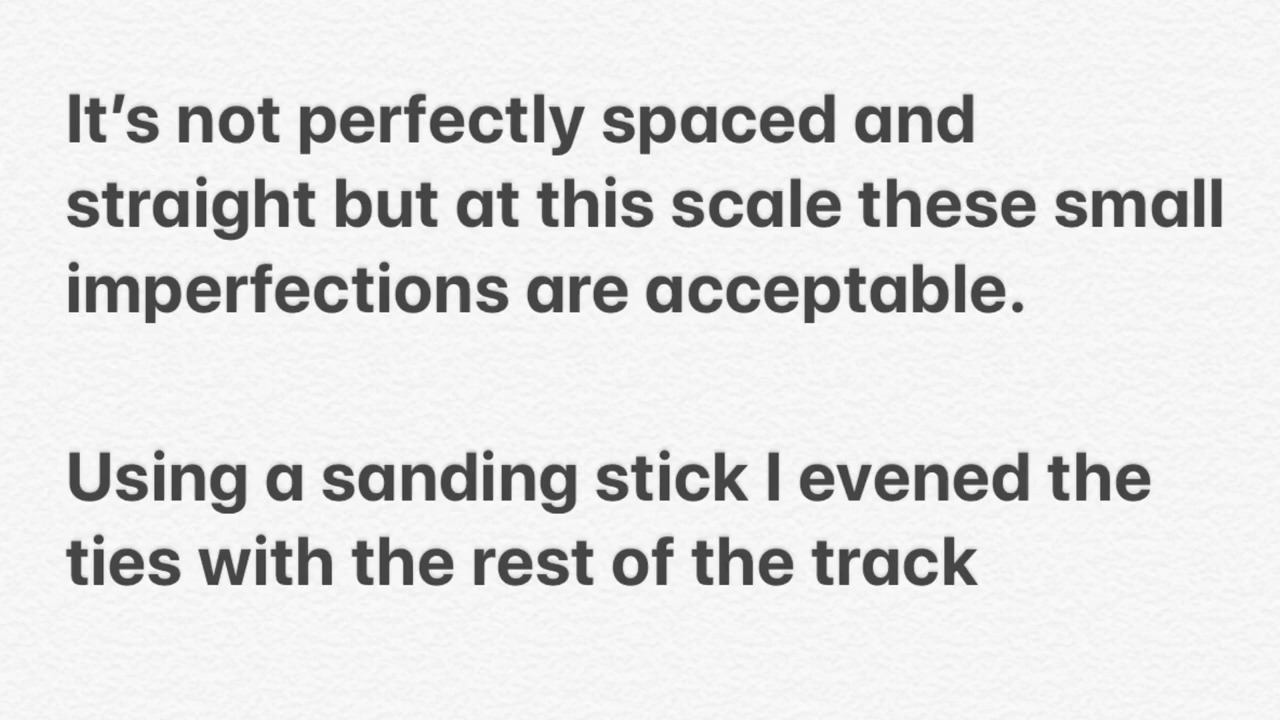 It’s not perfectly spaced and
straight but at this scale these small
imperfections are acceptable.
Using a sanding stick I evened the
ties with the rest of the track